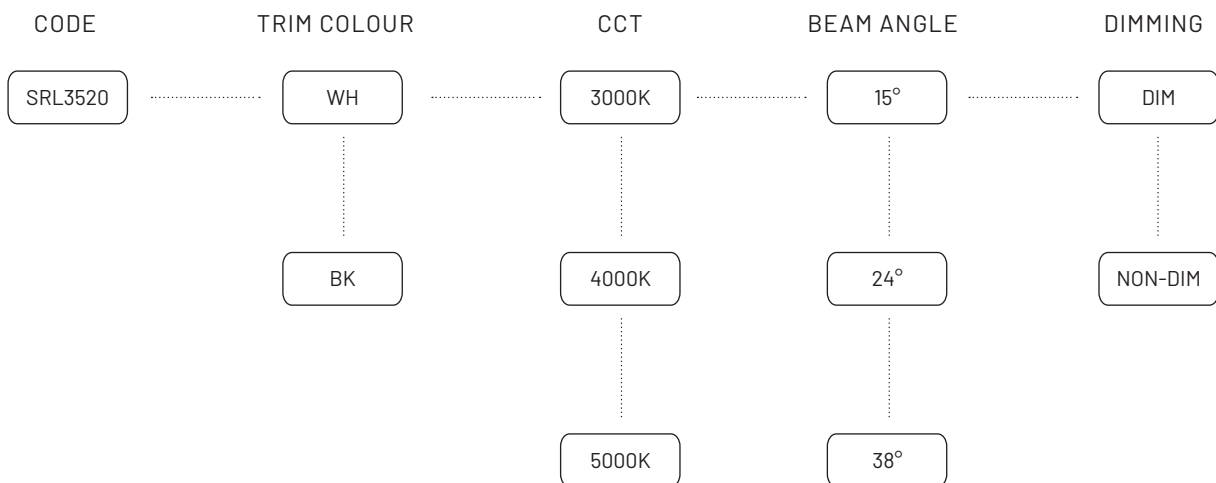 CODE TRIM COLOUR CCT BEAM ANGLE DIMMING
SRL3520 WH 3000K 15° DIM
BK 4000K 24° NON-DIM
5000K 38°